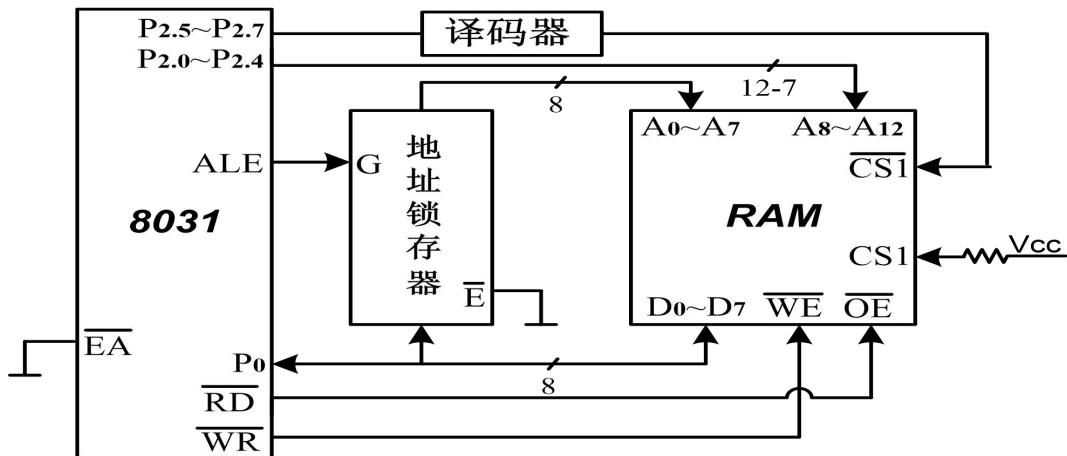 P2.5~P2.7
译码器
P2.0~P2.4
8
12-7
A0~A7
A8~A12
CS1
ALE
G
地址锁存器
8031
RAM
CS1
Vcc
E
D0~D7
WE
OE
EA
P0
8
RD
WR